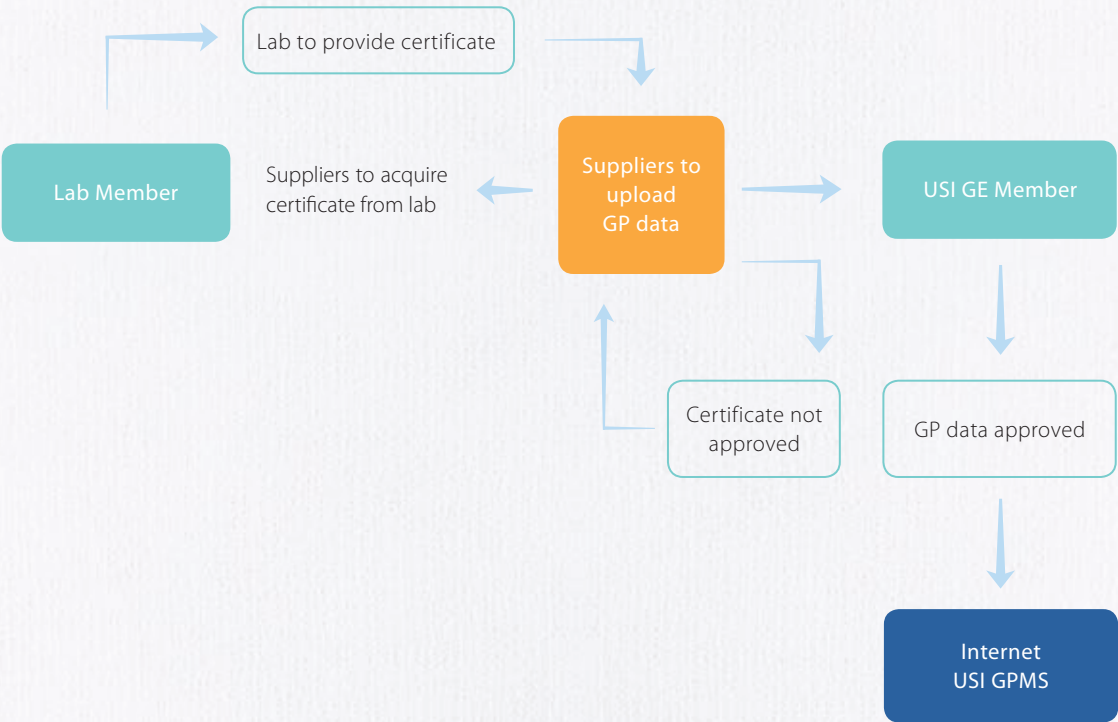 Lab to provide certificate
Lab Member
Suppliers to acquire
certificate from lab
Suppliers to
upload
GP data
USI GE Member
Certificate not
approved
GP data approved
Internet
USI GPMS